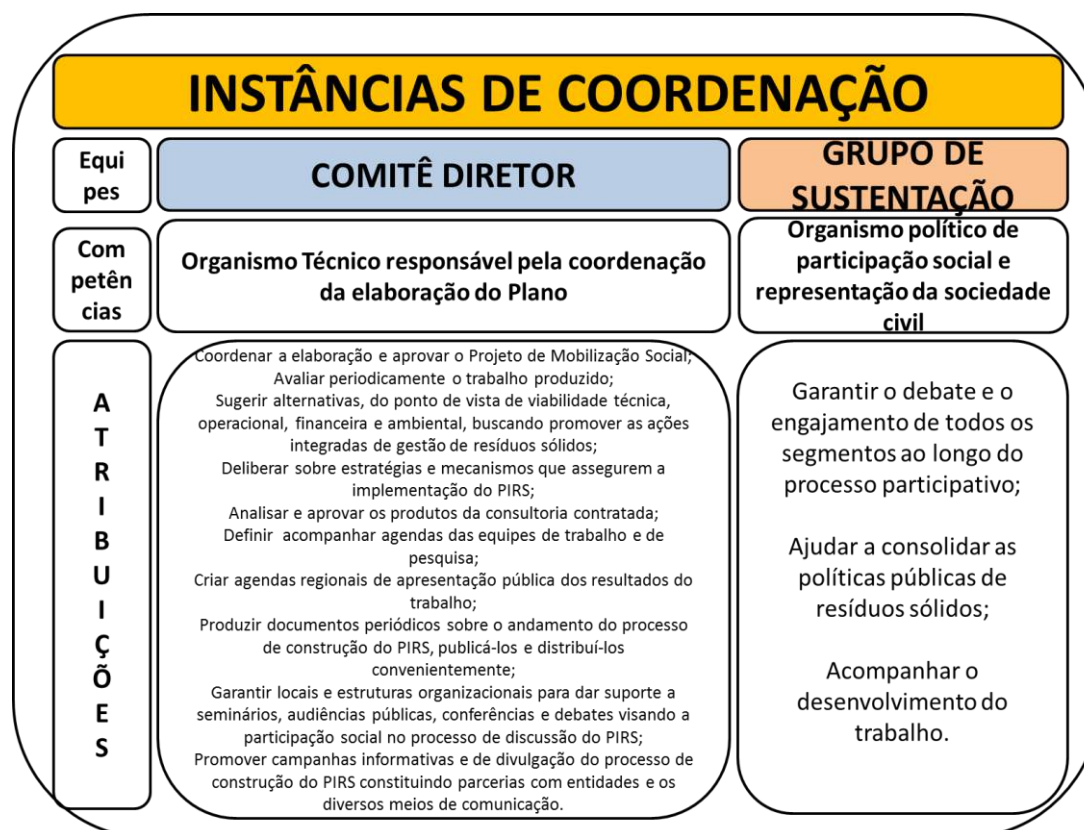 INSTÂNCIAS DE COORDENAÇÃO
Equi
pes
COMITÊ DIRETOR
GRUPO DE
SUSTENTAÇÃO
Com
petên
cias
Organismo Técnico responsável pela coordenação
da elaboração do Plano
Organismo político de
participação social e
representação da sociedade
civil
A
T
R
I
B
U
I
Ç
Õ
E
S
Coordenar a elaboração e aprovar o Projeto de Mobilização Social;
Avaliar periodicamente o trabalho produzido;
Sugerir alternativas, do ponto de vista de viabilidade técnica,
operacional, financeira e ambiental, buscando promover as ações
integradas de gestão de resíduos sólidos;
Deliberar sobre estratégias e mecanismos que assegurem a
implementação do PIRS;
Analisar e aprovar os produtos da consultoria contratada;
Definir acompanhar agendas das equipes de trabalho e de
pesquisa;
Criar agendas regionais de apresentação pública dos resultados do
trabalho;
Produzir documentos periódicos sobre o andamento do processo
de construção do PIRS, publicá-los e distribuí-los
convenientemente;
Garantir locais e estruturas organizacionais para dar suporte a
seminários, audiências públicas, conferências e debates visando a
participação social no processo de discussão do PIRS;
Promover campanhas informativas e de divulgação do processo de
construção do PIRS constituindo parcerias com entidades e os
diversos meios de comunicação.
Garantir o debate e o
engajamento de todos os
segmentos ao longo do
processo participativo;
Ajudar a consolidar as
políticas públicas de
resíduos sólidos;
Acompanhar o
desenvolvimento do
trabalho.